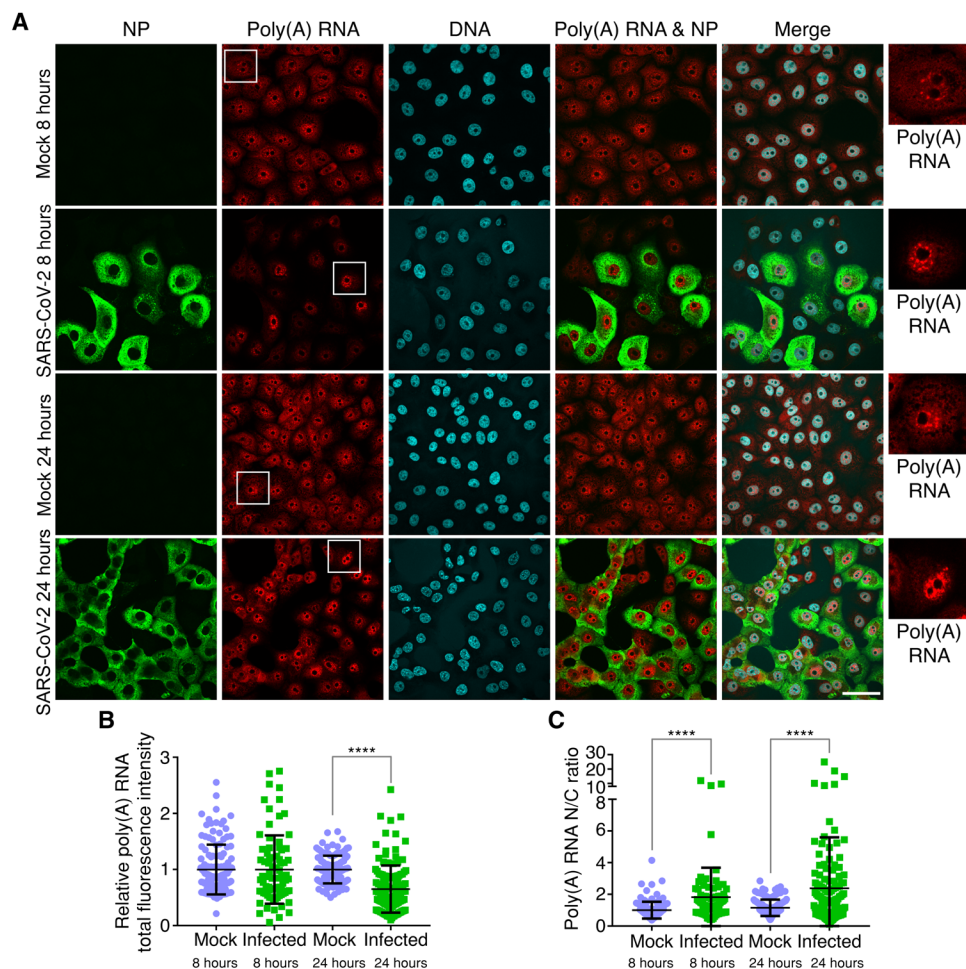 A
NP Poly(A) RNA DNA Poly(A) RNA & NP Merge
Mock 8 hours
Poly(A)
RNA
SARS-CoV-2 8 hours
Poly(A)
RNA
Mock 24 hours
Poly(A)
RNA
SARS-CoV-2 24 hours
Poly(A)
RNA
B
Relative poly(A) RNA
total fluorescence intensity
3
2
1
0
****
Mock Infected Mock Infected
8 hours 8 hours 24 hours 24 hours
C
Poly(A) RNA N/C ratio
30
20
10
8
6
4
2
0
**** ****
Mock Infected Mock Infected
8 hours 8 hours 24 hours 24 hours